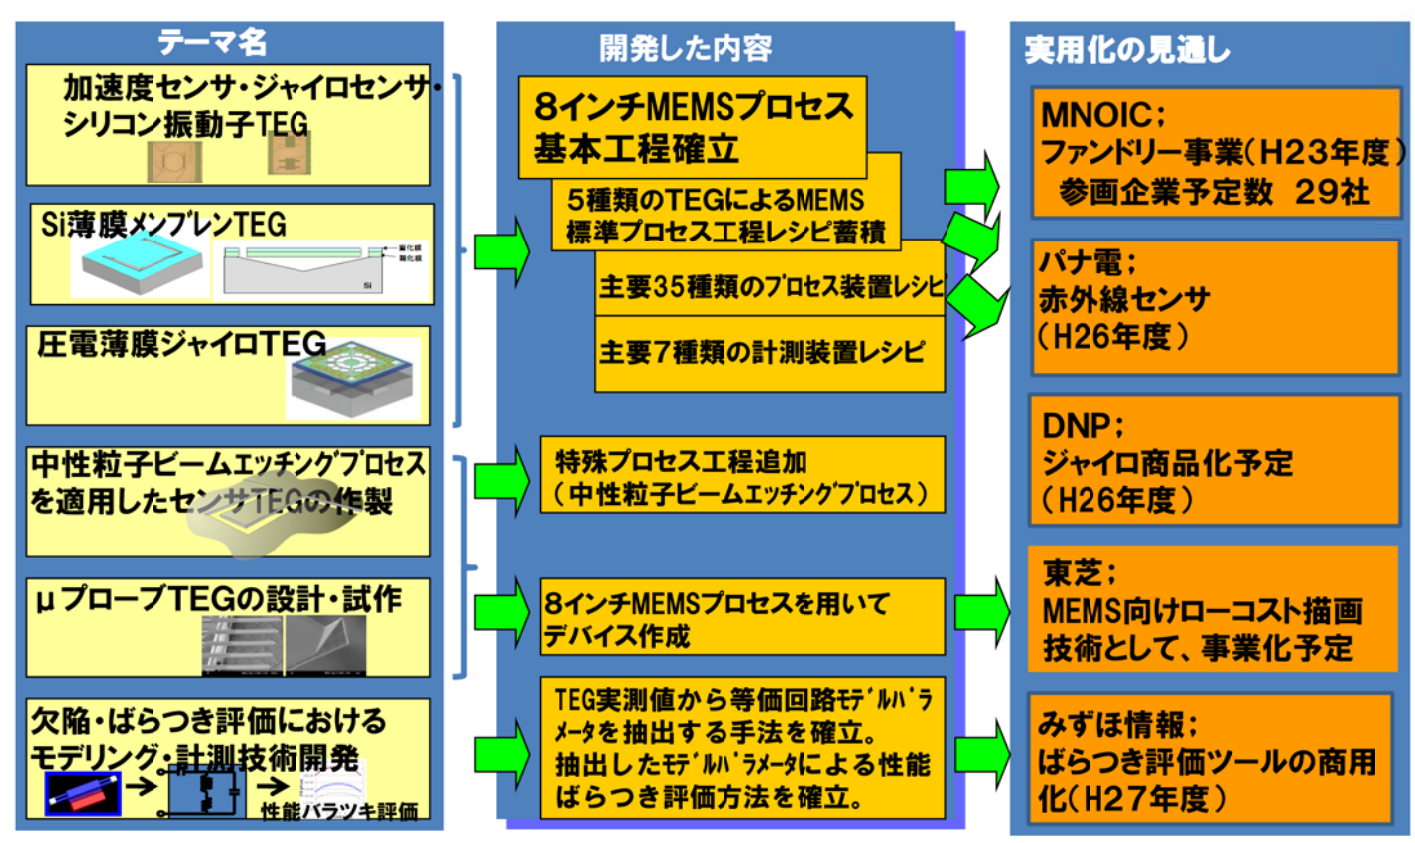 テーマ名
加速度センサ・ジャイロセンサ・
シリコン振動子TEG
Si薄膜メンブレンTEG
窒化膜
酸化膜
Si
圧電薄膜ジャイロTEG
中性粒子ビームエッチングプロセス
を適用したセンサTEGの作製
μプローブTEGの設計・試作
欠陥・ばらつき評価における
モデリング・計測技術開発
性能バラツキ評価
開発した内容
8インチMEMSプロセス
基本工程確立
5種類のTEGによるMEMS
標準プロセス工程レシピ蓄積
主要35種類のプロセス装置レシピ
主要7種類の計測装置レシピ
特殊プロセス工程追加
(中性粒子ビームエッチングプロセス)
8インチMEMSプロセスを用いて
デバイス作成
TEG実測値から等価回路モデルパラ
メータを抽出する手法を確立。
抽出したモデルパラメータによる性能
ばらつき評価方法を確立。
実用化の見通し
MNOIC;
ファンドリー事業(H23年度)
参画企業予定数 29社
パナ電;
赤外線センサ
(H26年度)
DNP;
ジャイロ商品化予定
(H26年度)
東芝;
MEMS向けローコスト描画
技術として、事業化予定
みずほ情報;
ばらつき評価ツールの商用
化(H27年度)